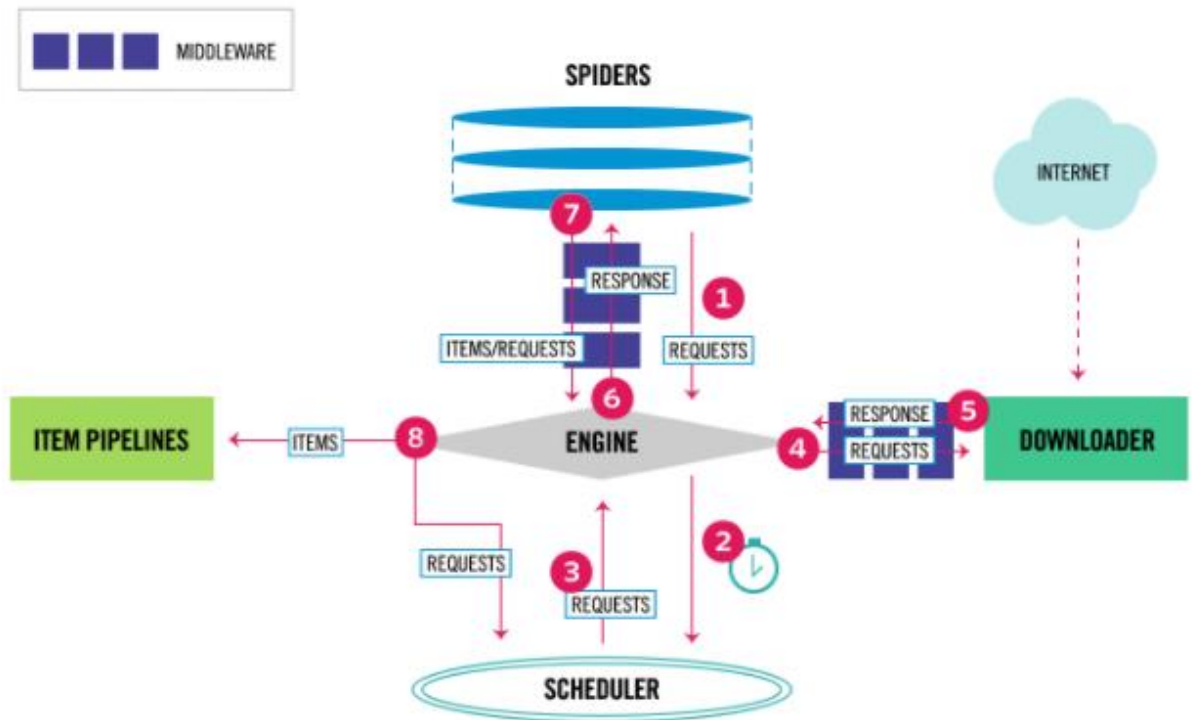 MIDDLEWARE
SPIDERS
INTERNET
7
RESPONSE
1
ITEMS/REQUESTS
REQUESTS
6
RESPONSE
5
ITEM PIPELINES
ITEMS
8
ENGINE
4
REQUESTS
DOWNLOADER
2
REQUESTS
3
REQUESTS
SCHEDULER